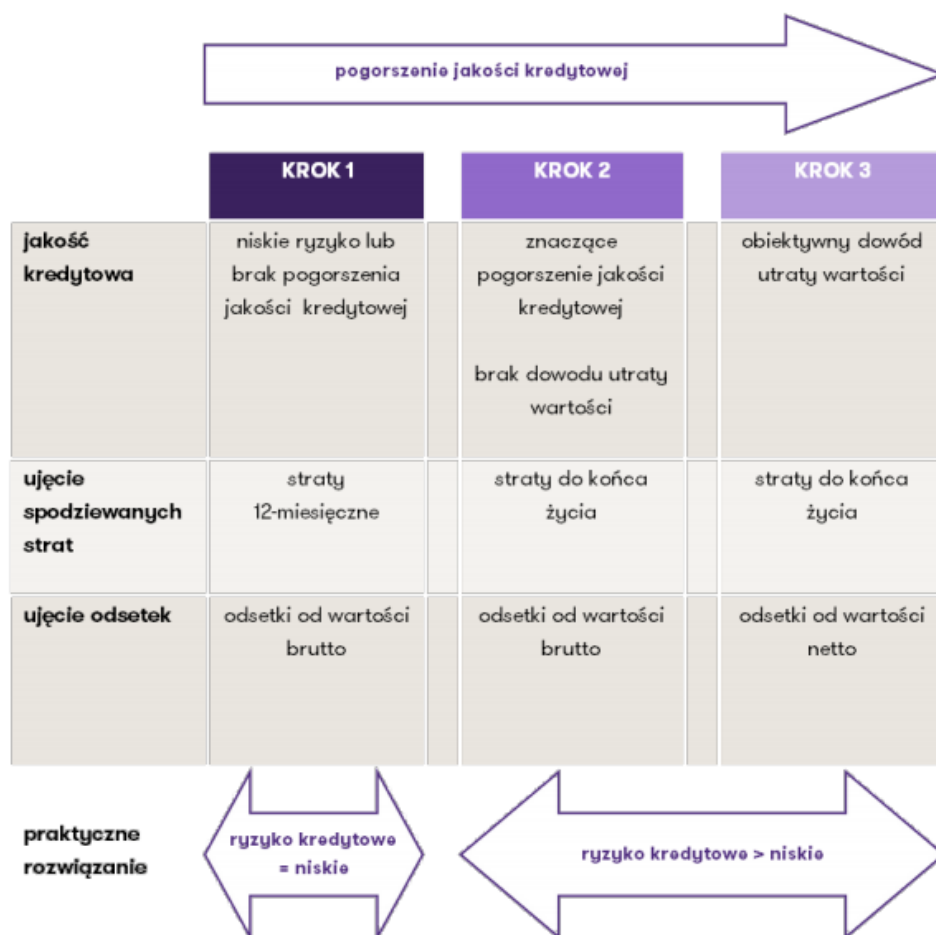 pogorszenie jakości kredytowej
KROK 1
KROK 2
KROK 3
jakość
kredytowa
niskie ryzyko lub
brak pogorszenia
jakości kredytowej
znaczące
pogorszenie jakości
kredytowej
brak dowodu utraty
wartości
obiektywny dowód
utraty wartości
ujęcie
spodziewanych
strat
straty
12-miesięczne
straty do końca
życia
straty do końca
życia
ujęcie odsetek
odsetki od wartości
brutto
odsetki od wartości
brutto
odsetki od wartości
netto
praktyczne
rozwiązanie
ryzyko kredytowe
= niskie
ryzyko kredytowe > niskie